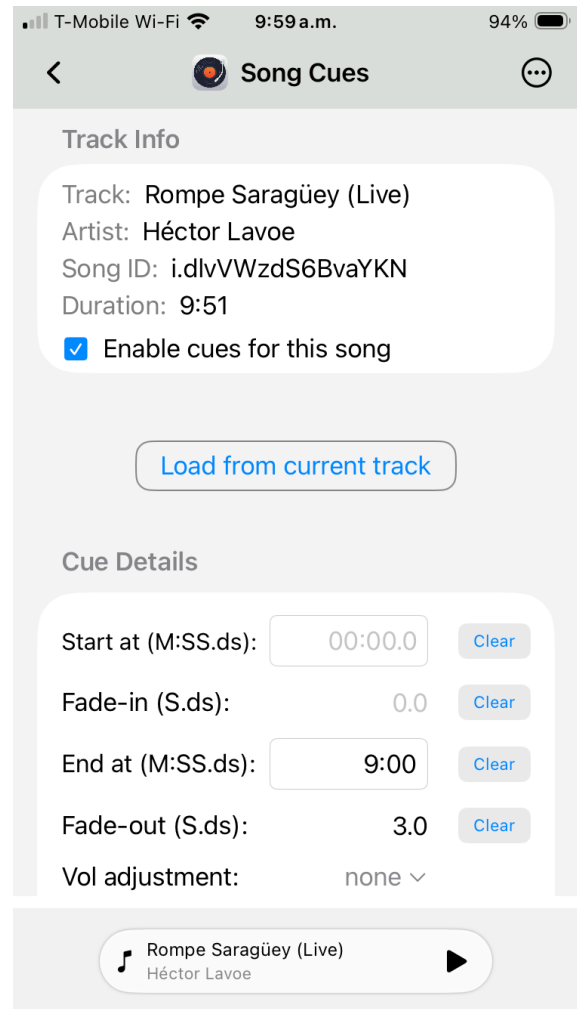 T-Mobile Wi-Fi 9:59 a.m. 94%
Song Cues
Track Info
Track: Rompe Saragüey (Live)
Artist: Héctor Lavoe
Song ID: i.dlvVWzdS6BvaYKN
Duration: 9:51
Enable cues for this song
Load from current track
Cue Details
Start at (M:SS.ds): 00:00.0 Clear
Fade-in (S.ds): 0.0 Clear
End at (M:SS.ds): 9:00 Clear
Fade-out (S.ds): 3.0 Clear
Vol adjustment: none
Rompe Saragüey (Live)
Héctor Lavoe